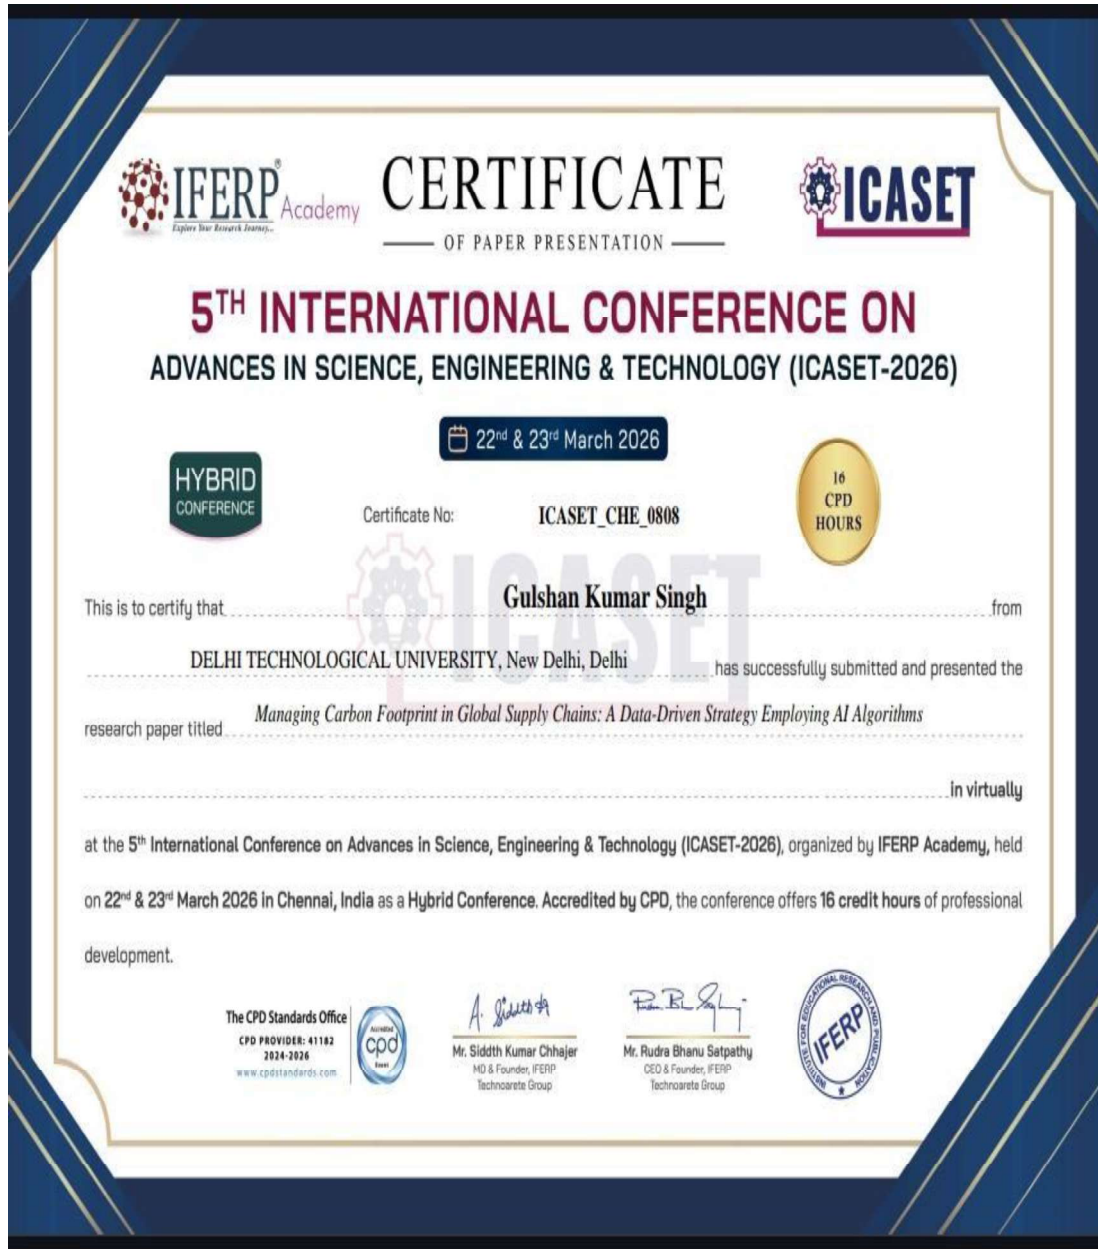 IFERP® Academy
Explore Your Research Journey...
CERTIFICATE
OF PAPER PRESENTATION
ICASET
5TH INTERNATIONAL CONFERENCE ON
ADVANCES IN SCIENCE, ENGINEERING & TECHNOLOGY (ICASET-2026)
22nd & 23rd March 2026
HYBRID
CONFERENCE
16
CPD
HOURS
Certificate No: ICASET_CHE_0808
ICASET
This is to certify that Gulshan Kumar Singh from
DELHI TECHNOLOGICAL UNIVERSITY, New Delhi, Delhi has successfully submitted and presented the
research paper titled Managing Carbon Footprint in Global Supply Chains: A Data-Driven Strategy Employing AI Algorithms
in virtually
at the 5th International Conference on Advances in Science, Engineering & Technology (ICASET-2026), organized by IFERP Academy, held
on 22nd & 23rd March 2026 in Chennai, India as a Hybrid Conference. Accredited by CPD, the conference offers 16 credit hours of professional
development.
The CPD Standards Office
CPD PROVIDER: 41182
2024-2026
www.cpdstandards.com
Accredited
cpd
Event
A. Siddth
Mr. Siddth Kumar Chhajer
MD & Founder, IFERP
Technoarete Group
Mr. Rudra Bhanu Satpathy
CEO & Founder, IFERP
Technoarete Group
INSTITUTE FOR EDUCATIONAL RESEARCH AND PUBLICATION
IFERP